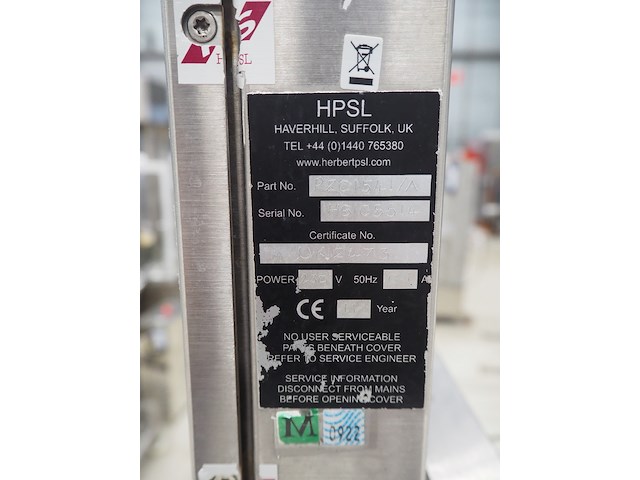 HPSL
HPSL
HAVERHILL, SUFFOLK, UK
TEL +44 (0)1440 765380
www.herbertpsl.com
Part No.
Serial No.
Certificate No.
POWER V 50Hz A
CE Year
NO USER SERVICEABLE
PARTS BENEATH COVER
REFER TO SERVICE ENGINEER
SERVICE INFORMATION
DISCONNECT FROM MAINS
BEFORE OPENING COVER
M 0922